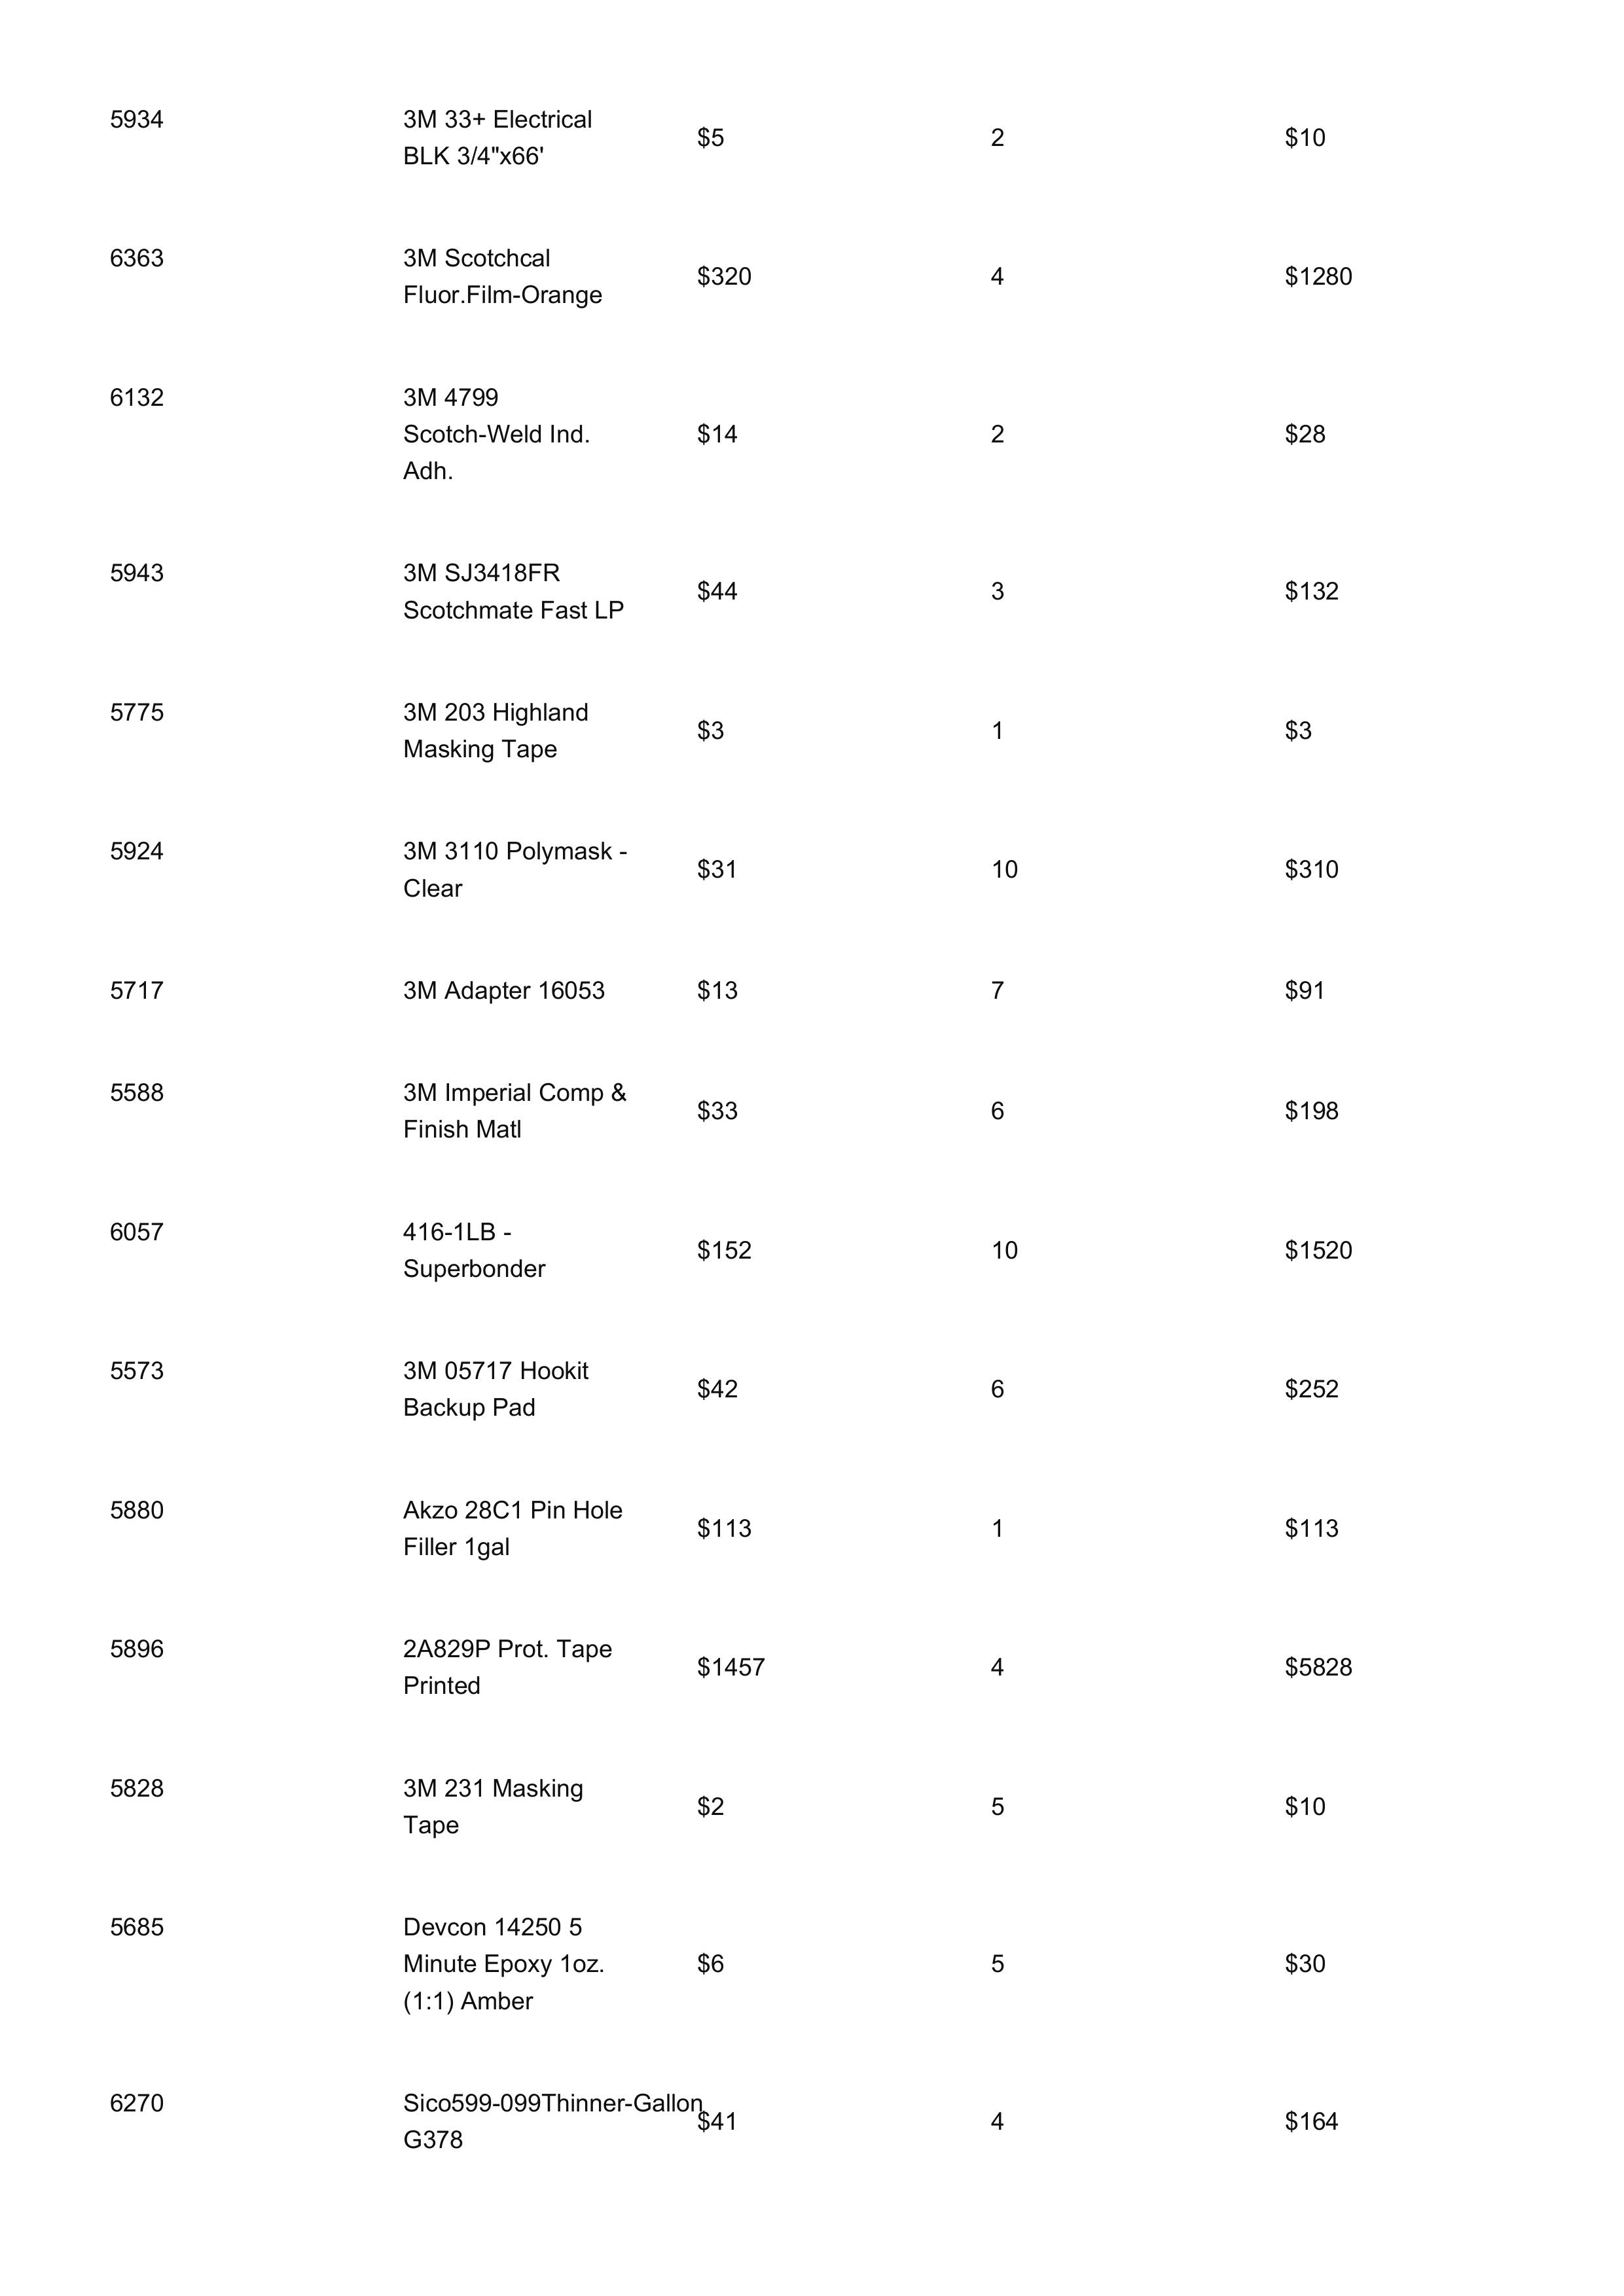 5934
3M 33+ Electrical
BLK 3/4"x66'
$5
2
$10
6363
3M Scotchcal
Fluor.Film-Orange
$320
4
$1280
6132
3M 4799
Scotch-Weld Ind.
Adh.
$14
2
$28
5943
3M SJ3418FR
Scotchmate Fast LP
$44
3
$132
5775
3M 203 Highland
Masking Tape
$3
1
$3
5924
3M 3110 Polymask -
Clear
$31
10
$310
5717
3M Adapter 16053
$13
7
$91
5588
3M Imperial Comp &
Finish Matl
$33
6
$198
6057
416-1LB -
Superbonder
$152
10
$1520
5573
3M 05717 Hookit
Backup Pad
$42
6
$252
5880
Akzo 28C1 Pin Hole
Filler 1gal
$113
1
$113
5896
2A829P Prot. Tape
Printed
$1457
4
$5828
5828
3M 231 Masking
Tape
$2
5
$10
5685
Devcon 14250 5
Minute Epoxy 1oz.
(1:1) Amber
$6
5
$30
6270
Sico599-099Thinner-Gallon
G378
$41
4
$164